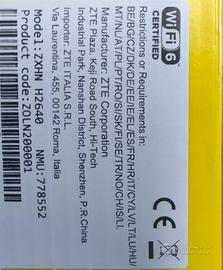 Wi Fi 6
CERTIFIED
Restrictions or Requirements in:
BE/BG/CZ/DK/DE/EE/IE/EL/ES/FR/HR/IT/CY/LV/LT/LU/HU/
MT/NL/AT/PL/PT/RO/SI/SK/FI/SE/TR/NO/CH/IS/LI.
Manufacturer: ZTE Corporation
ZTE Plaza, Keji Road South, Hi-Tech
Industrial Park, Nanshan District, Shenzhen, P.R.China
Importer: ZTE ITALIA S.R.L.
Via Laurentina, 455, 00142 Roma, Italia
Model:ZXHN H2640 NMU:778552
Product code:ZOLN200001